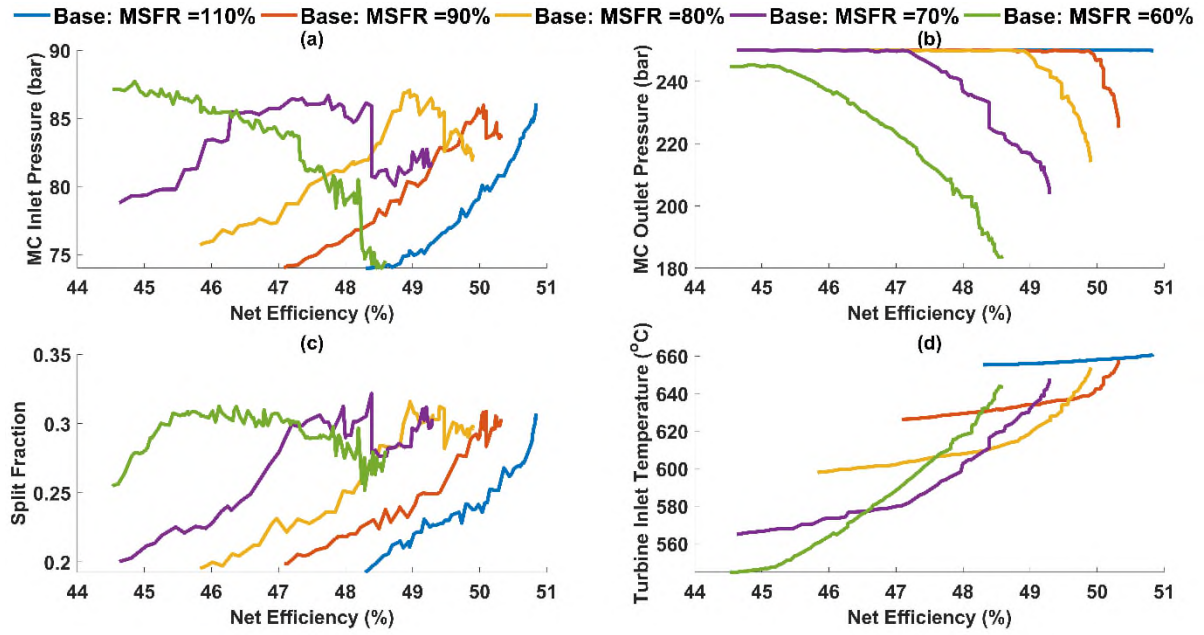 Base: MSFR =110% Base: MSFR =90% Base: MSFR =80% Base: MSFR =70% Base: MSFR =60%
(a)
MC Inlet Pressure (bar)
90
85
80
75
44 45 46 47 48 49 50 51
Net Efficiency (%)
(b)
MC Outlet Pressure (bar)
240
220
200
180
44 45 46 47 48 49 50 51
Net Efficiency (%)
(c)
Split Fraction
0.35
0.3
0.25
0.2
44 45 46 47 48 49 50 51
Net Efficiency (%)
(d)
Turbine Inlet Temperature (°C)
660
640
620
600
580
560
44 45 46 47 48 49 50 51
Net Efficiency (%)